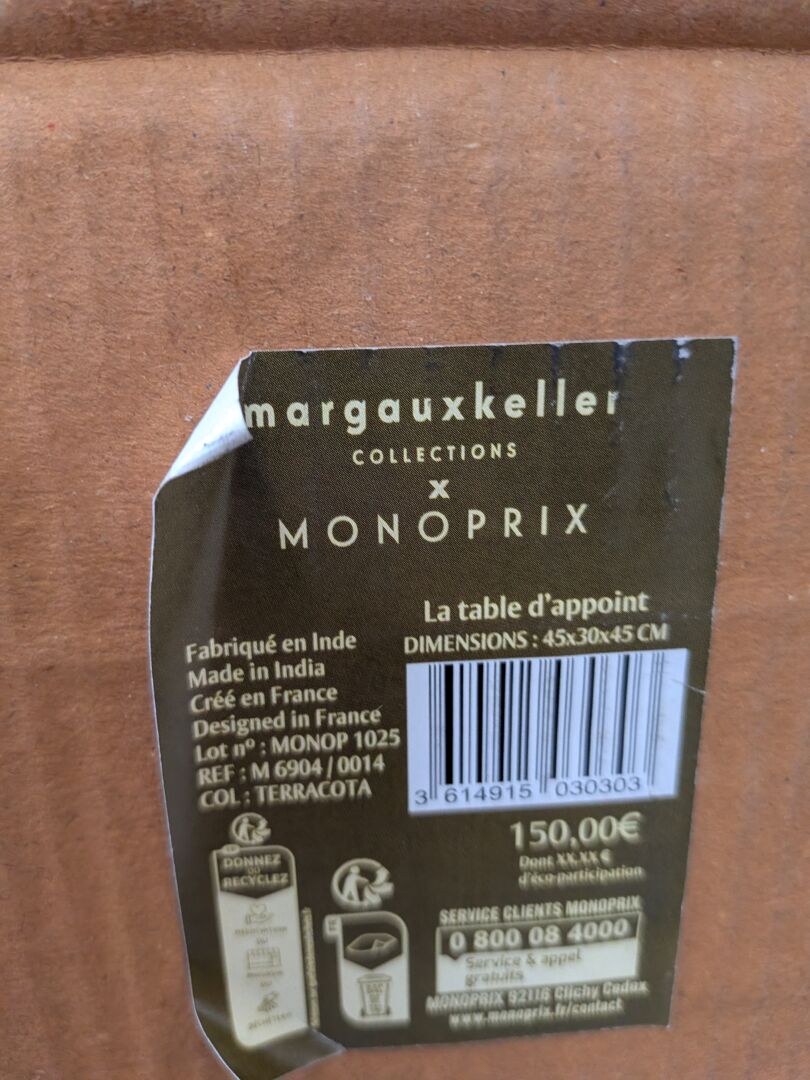 margauxkeller
COLLECTIONS
X
MONOPRIX
La table d'appoint
DIMENSIONS : 45x30x45 CM
Fabriqué en Inde
Made in India
Créé en France
Designed in France
Lot nº : MONOP 1025
REF : M 6904 / 0014
COL : TERRACOTA
3 614915 030303
150,00€
Dont XX,XX €
d'éco-participation
DONNEZ
OU
RECYCLEZ
FR
SERVICE CLIENTS MONOPRIX
0 800 08 4000
Service & appel
gratuits
MONOPRIX 92116 Clichy Cedex
www.monoprix.fr/contact